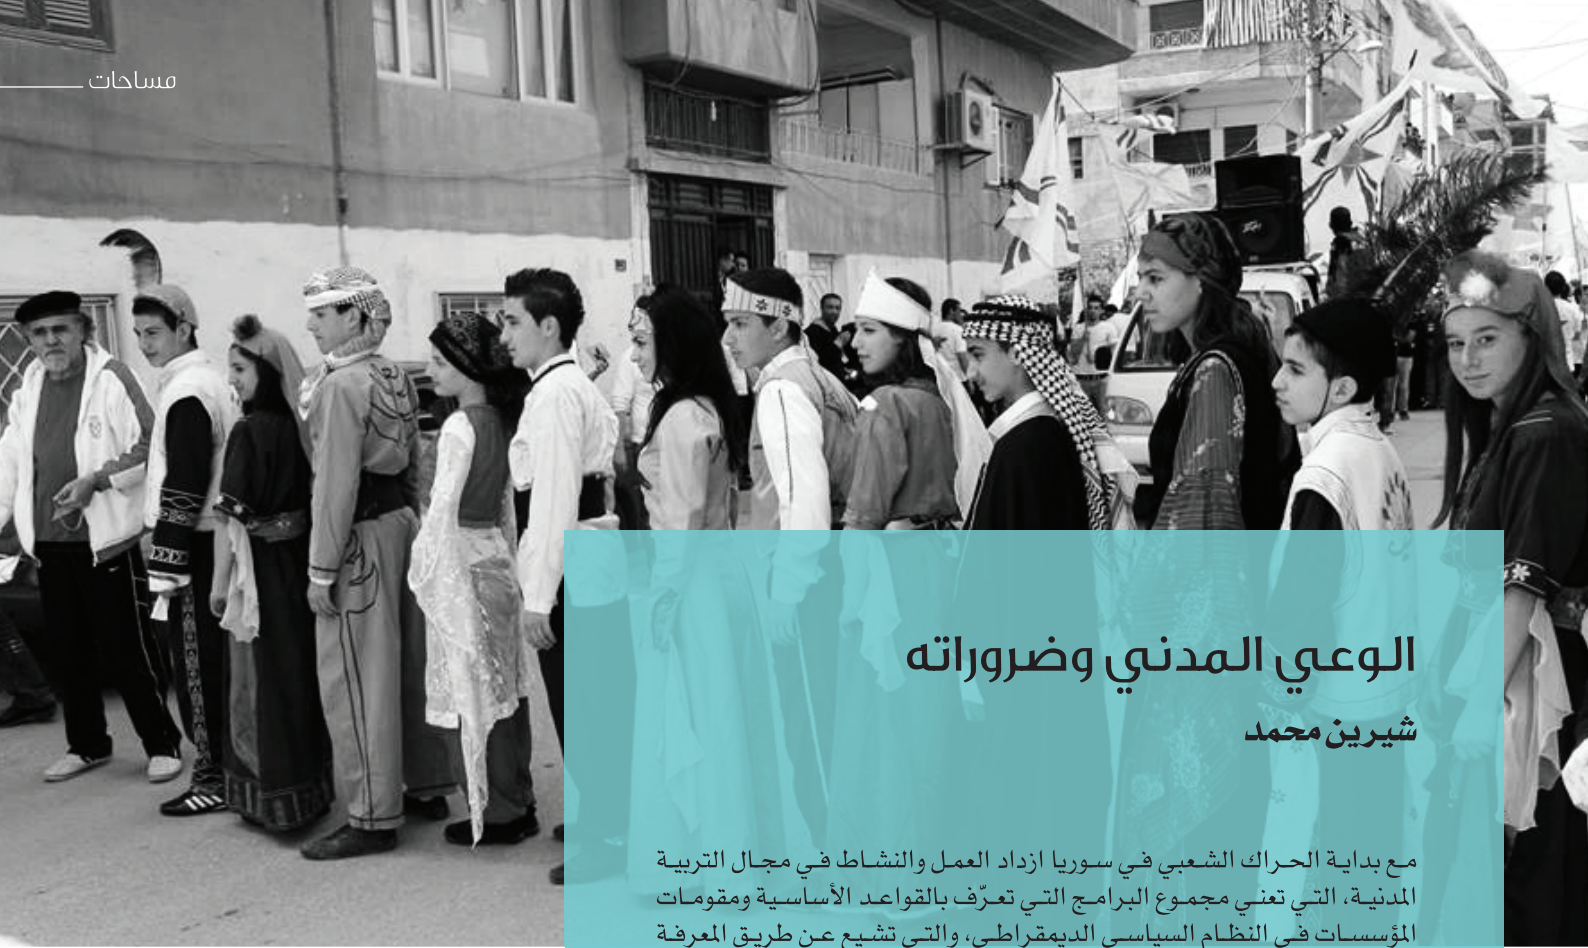 مساحات
الوعي المدني وضروراته
شيرين محمد
مع بداية الحراك الشعبي في سوريا ازداد العمل والنشاط في مجال التربية
المدنية، التي تعني مجموع البرامج التي تعرّف بالقواعد الأساسية ومقومات
المؤسسات في النظام السياسي الديمقراطي، والتي تشيع عن طريق المعرفة